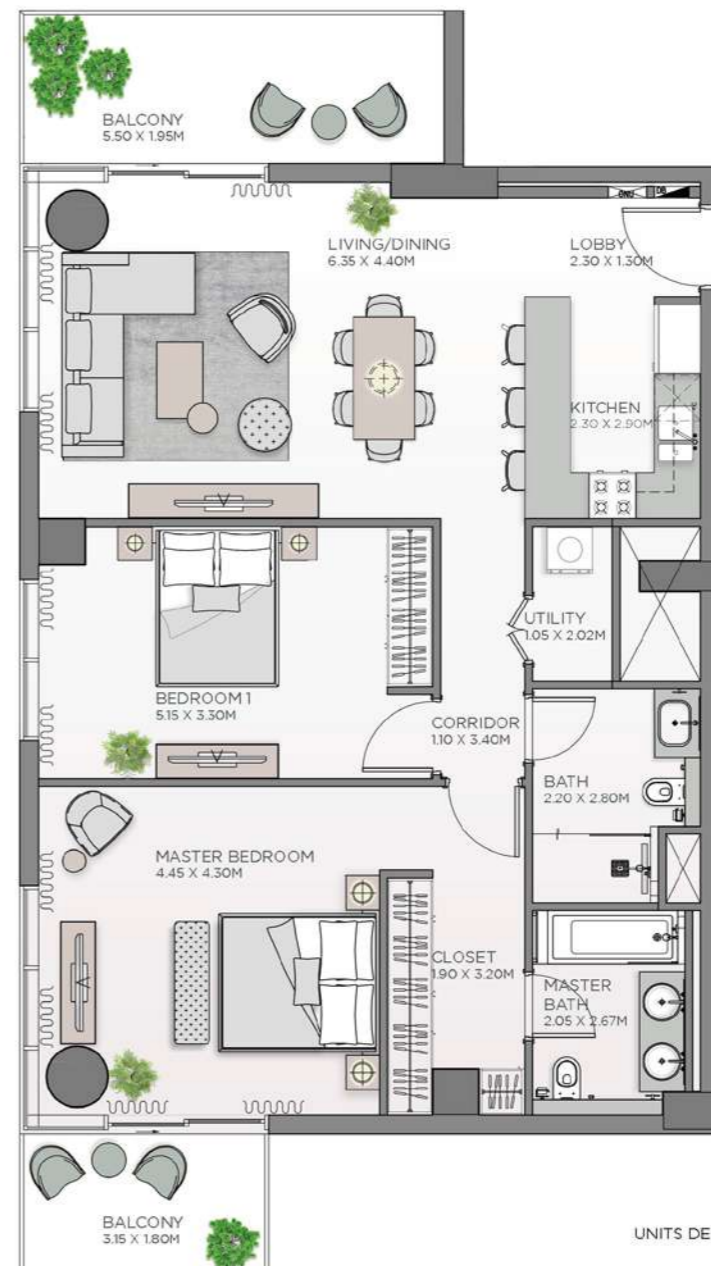 BALCONY
5.50 X 1.95M
LIVING/DINING
6.35 X 4.40M
LOBBY
2.30 X 1.30M
KITCHEN
2.30 X 2.90M
UTILITY
1.05 X 2.02M
BEDROOM 1
5.15 X 3.30M
CORRIDOR
1.10 X 3.40M
BATH
2.20 X 2.80M
MASTER BEDROOM
4.45 X 4.30M
CLOSET
1.90 X 3.20M
MASTER
BATH
2.05 X 2.67M
BALCONY
3.15 X 1.80M
UNITS DE